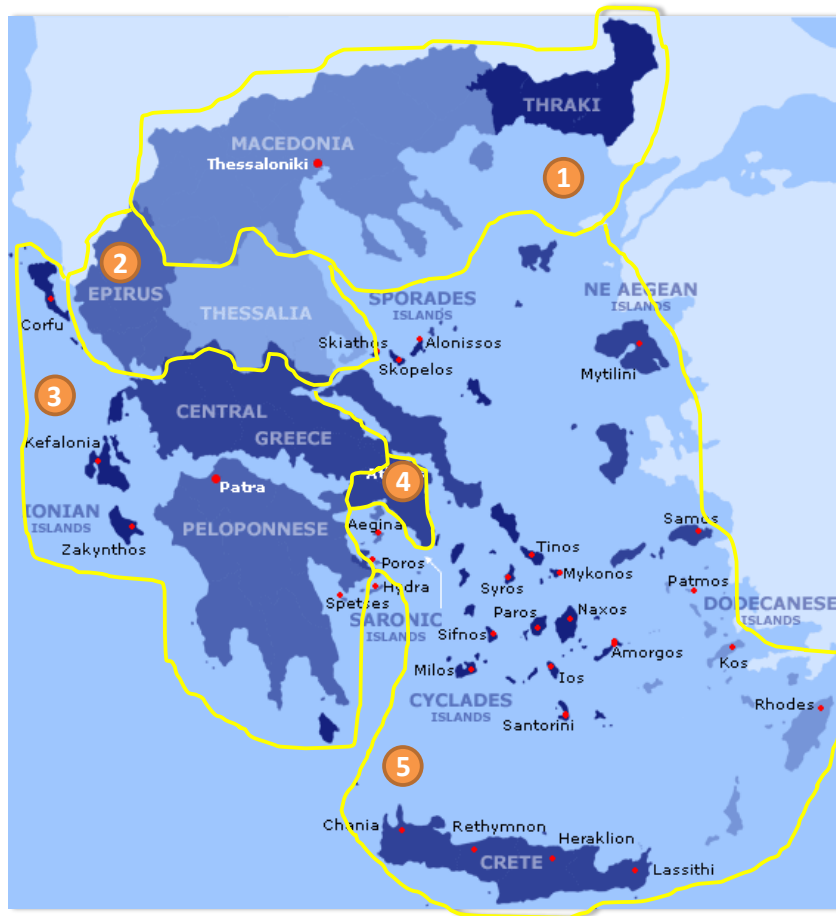 THRAKI
MACEDONIA
Thessaloniki
1
2
EPIRUS
THESSALIA
SPORADES
ISLANDS
NE AEGEAN
ISLANDS
Corfu
Skiathos
Alonissos
Skopelos
Mytilini
3
CENTRAL
GREECE
Kefalonia
4
Patra
IONIAN
ISLANDS
PELOPONNESE
Zakynthos
Aegina
Samos
Poros
Tinos
Mykonos
Hydra
Syros
Patmos
Spetses
SARONIC
ISLANDS
DODECANESE
ISLANDS
Paros
Naxos
Sifnos
Amorgos
Kos
Milos
Ios
CYCLADES
ISLANDS
Santorini
Rhodes
5
Chania
Rethymnon
Heraklion
CRETE
Lassithi